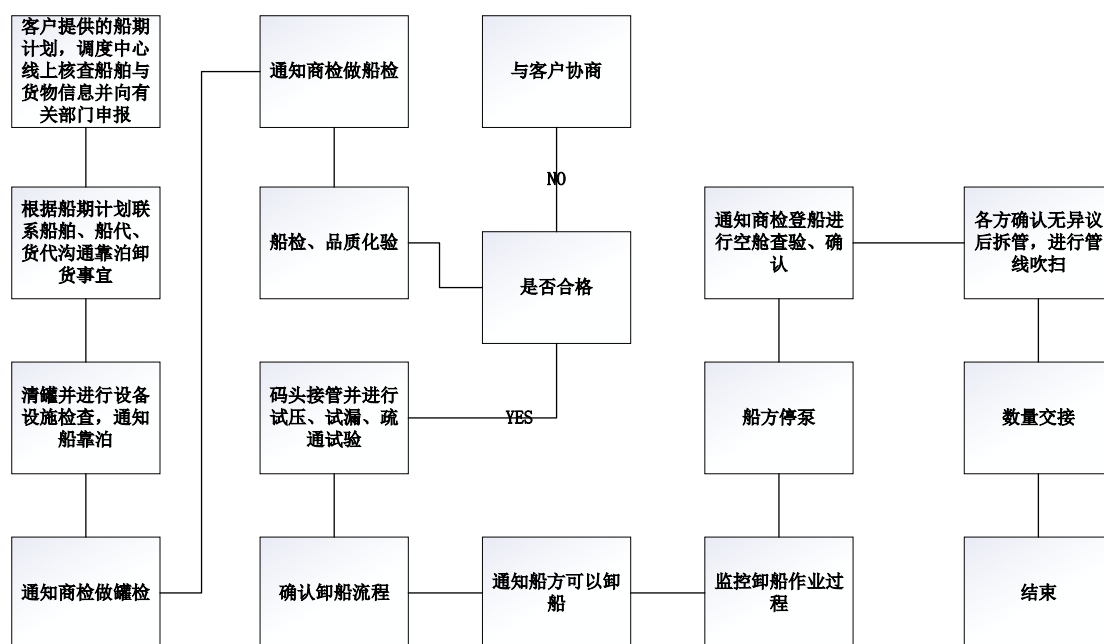 客户提供的船期
计划，调度中心
线上核查船舶与
货物信息并向有
关部门申报
根据船期计划联
系船舶、船代、
货代沟通靠泊卸
货事宜
清罐并进行设备
设施检查，通知
船靠泊
通知商检做罐检
通知商检做船检
船检、品质化验
是否合格
NO
与客户协商
YES
码头接管并进行
试压、试漏、疏
通试验
确认卸船流程
通知船方可以卸
船
监控卸船作业过
程
船方停泵
通知商检登船进
行空舱查验、确
认
各方确认无异议
后拆管，进行管
线吹扫
数量交接
结束